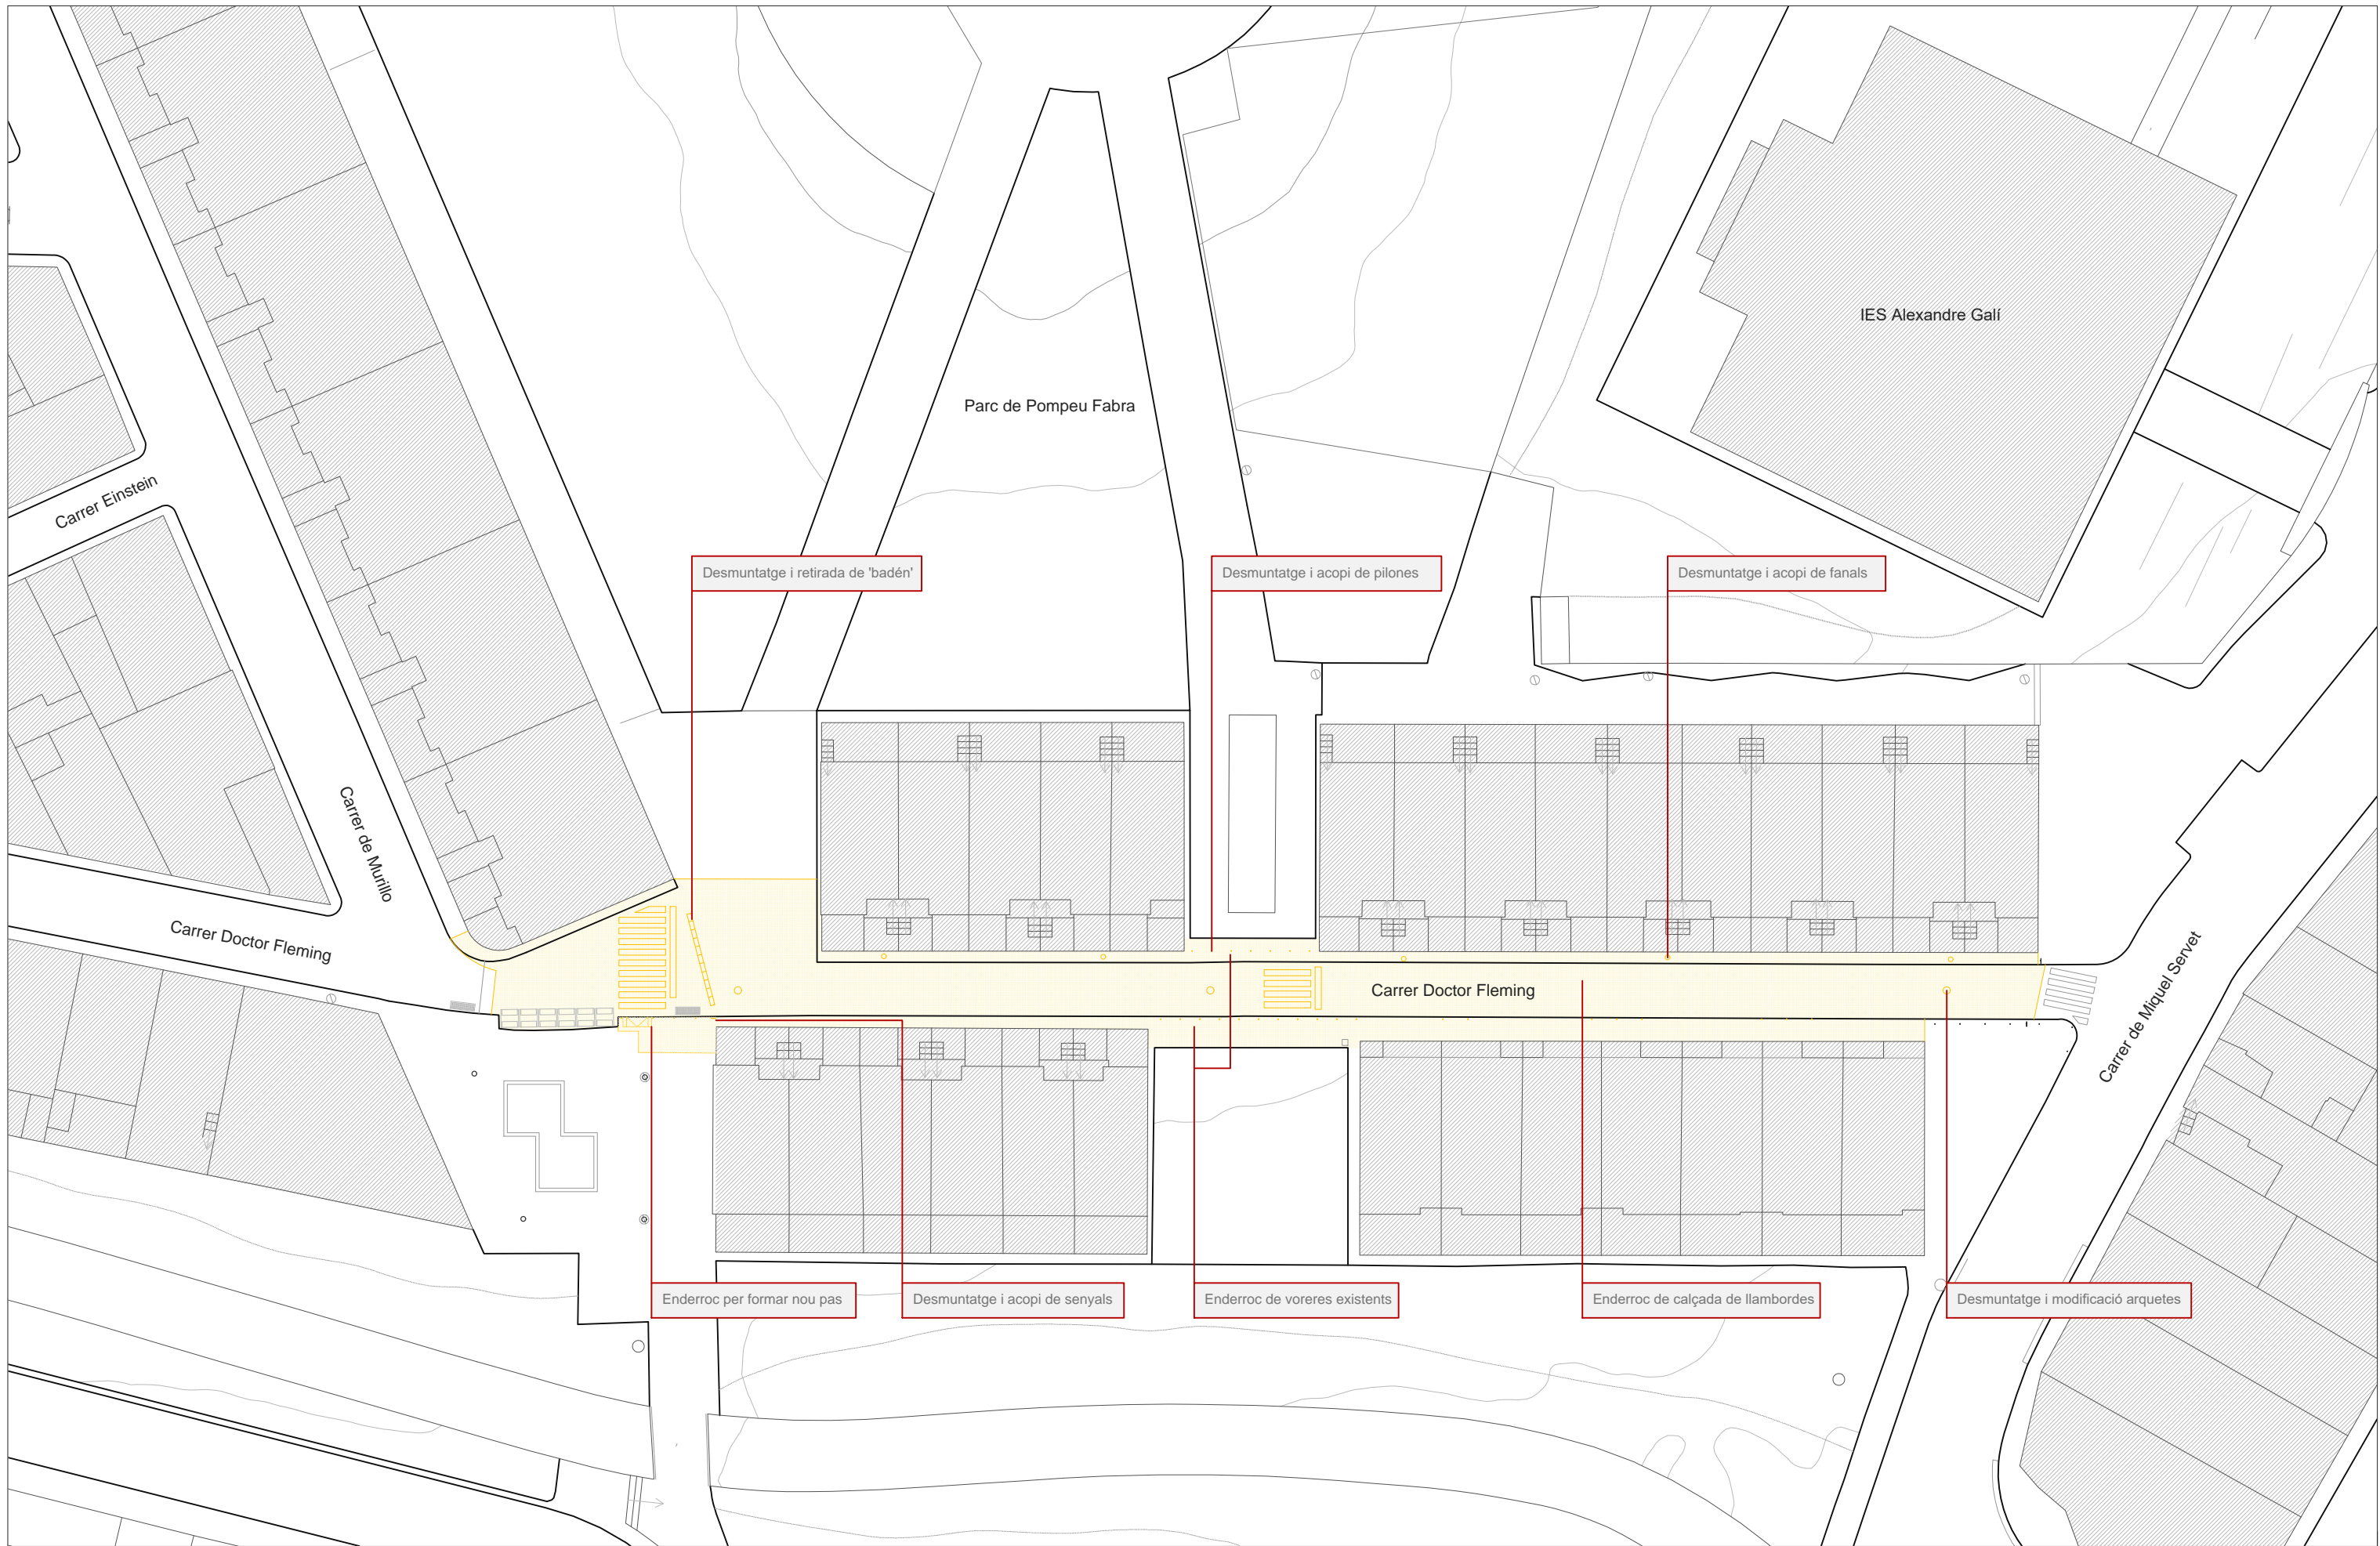 IES Alexandre Galí
Parc de Pompeu Fabra
Carrer Einstein
Desmuntatge i retirada de 'badén'
Desmuntatge i acopi de pilones
Desmuntatge i acopi de fanals
Carrer de Murillo
Carrer Doctor Fleming
Carrer Doctor Fleming
Carrer de Miquel Servet
Enderroc per formar nou pas
Desmuntatge i acopi de senyals
Enderroc de voreres existents
Enderroc de calçada de llambordes
Desmuntatge i modificació arquetes